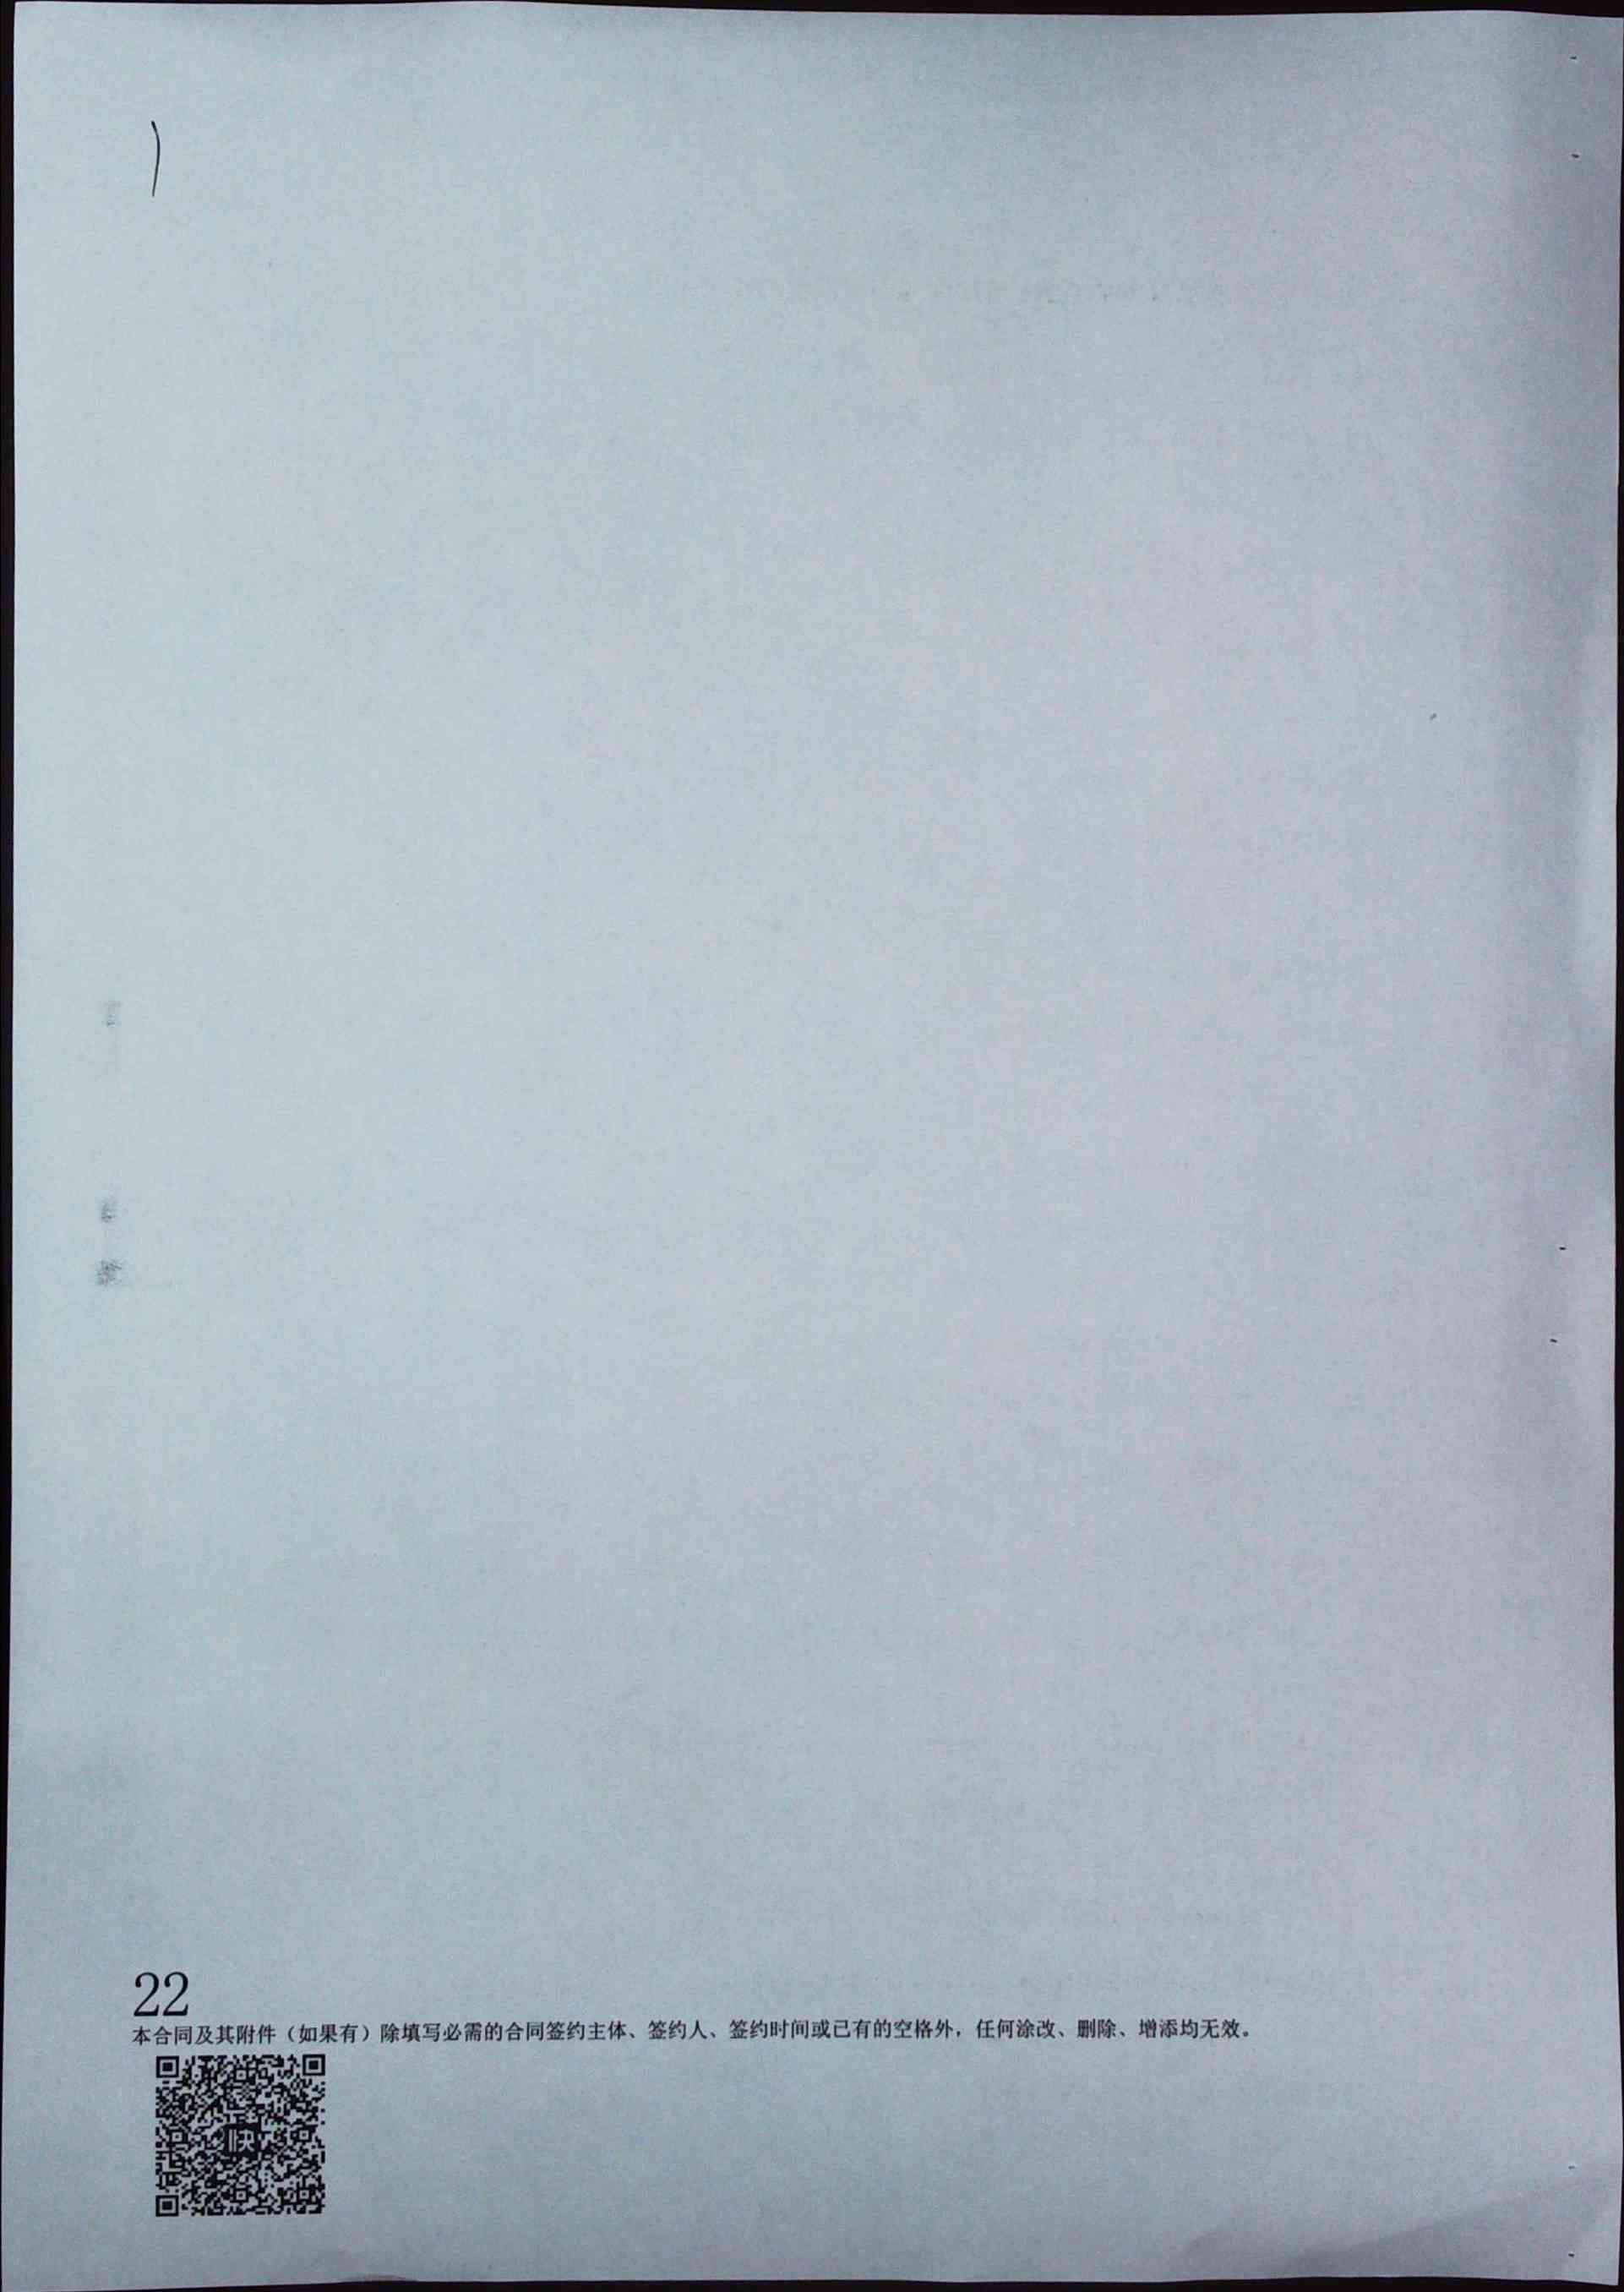 22
本合同及其附件（如果有）除填写必需的合同签约主体、签约人、签约时间或已有的空格外，任何涂改、删除、增添均无效。
快